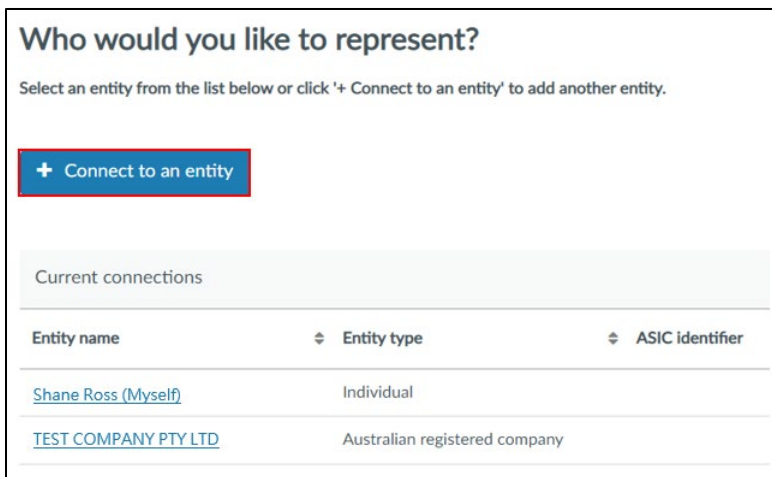 Who would you like to represent?
Select an entity from the list below or click '+ Connect to an entity' to add another entity.
+ Connect to an entity
Current connections
Entity name Entity type ASIC identifier
Shane Ross (Myself) Individual
TEST COMPANY PTY LTD Australian registered company